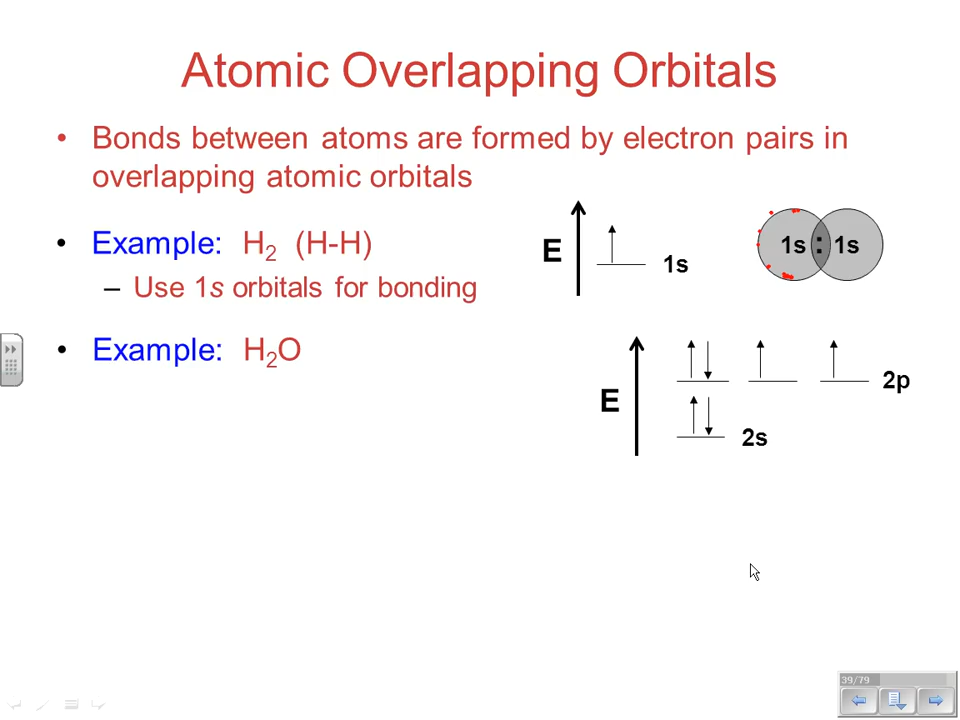 Atomic Overlapping Orbitals
• Bonds between atoms are formed by electron pairs in
overlapping atomic orbitals
• Example: H₂ (H-H)
– Use 1s orbitals for bonding
E
1s
1s : 1s
• Example: H₂O
E
2p
2s
39/79